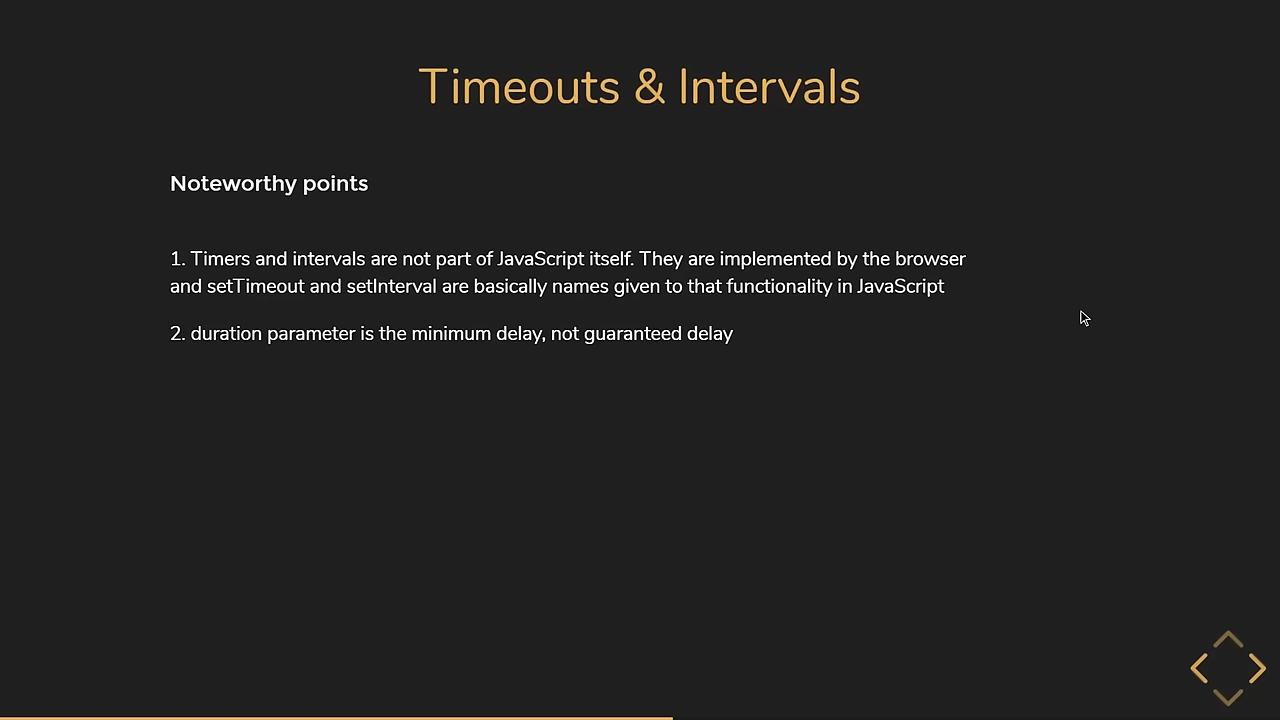 Timeouts & Intervals
Noteworthy points
1. Timers and intervals are not part of JavaScript itself. They are implemented by the browser
and setTimeout and setInterval are basically names given to that functionality in JavaScript
2. duration parameter is the minimum delay, not guaranteed delay